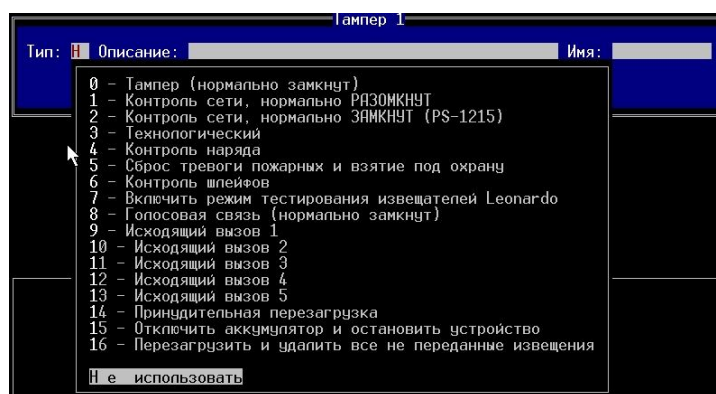 Тампер 1
Тип: Н Описание: Имя:
0 - Тампер (нормально замкнут)
1 - Контроль сети, нормально РАЗОМКНУТ
2 - Контроль сети, нормально ЗАМКНУТ (PS-1215)
3 - Технологический
4 - Контроль наряда
5 - Сброс тревоги пожарных и взятие под охрану
6 - Контроль шлейфов
7 - Включить режим тестирования извещателей Leonardo
8 - Голосовая связь (нормально замкнут)
9 - Исходящий вызов 1
10 - Исходящий вызов 2
11 - Исходящий вызов 3
12 - Исходящий вызов 4
13 - Исходящий вызов 5
14 - Принудительная перезагрузка
15 - Отключить аккумулятор и остановить устройство
16 - Перезагрузить и удалить все не переданные извещения
Н е использовать